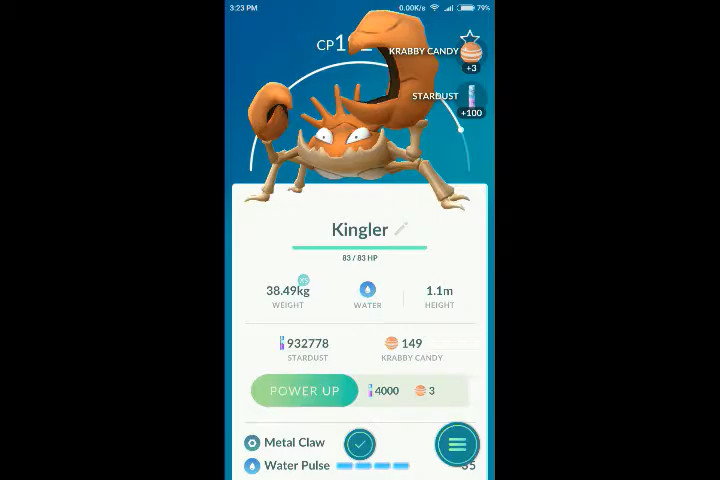 3:23 PM 0.00K/s 79%
KRABBY CANDY
+3
STARDUST
+100
Kingler
83 / 83 HP
XS
38.49kg 1.1m
WEIGHT WATER HEIGHT
932778 149
STARDUST KRABBY CANDY
POWER UP 4000 3
Metal Claw
Water Pulse 35